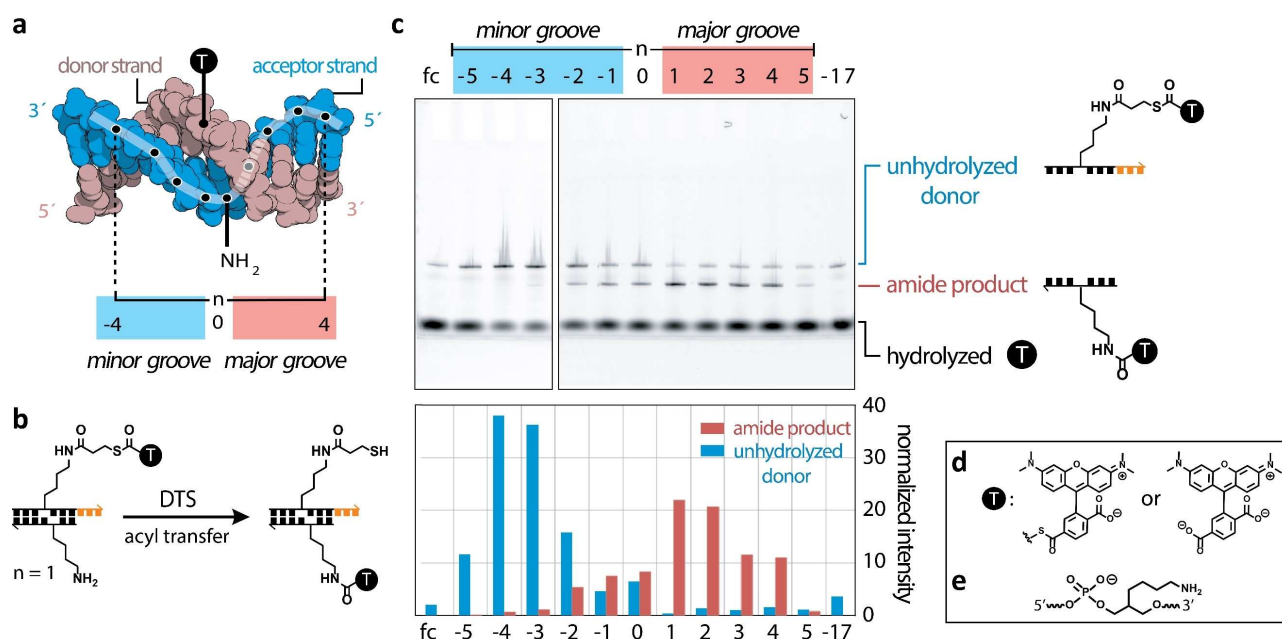 a
donor strand
T
acceptor strand
3´
5´
5´
3´
NH2
n
-4
0
4
minor groove
major groove
b
O
O
HN
S
T
DTS
acyl transfer
n = 1
NH2
O
HN
SH
HN
T
O
c
minor groove
n
major groove
fc
-5
-4
-3
-2
-1
0
1
2
3
4
5
-17
unhydrolyzed
donor
amide product
hydrolyzed T
O
O
HN
S
T
HN
T
O
amide product
unhydrolyzed
donor
40
30
20
10
0
normalized intensity
fc
-5
-4
-3
-2
-1
0
1
2
3
4
5
-17
d
T :
N
O
N⊕
O
O⊖
S
O
or
N
O
N⊕
O
O⊖
⊖O
O
e
O
O⊖
P
5′
O
O
NH2
O
3′